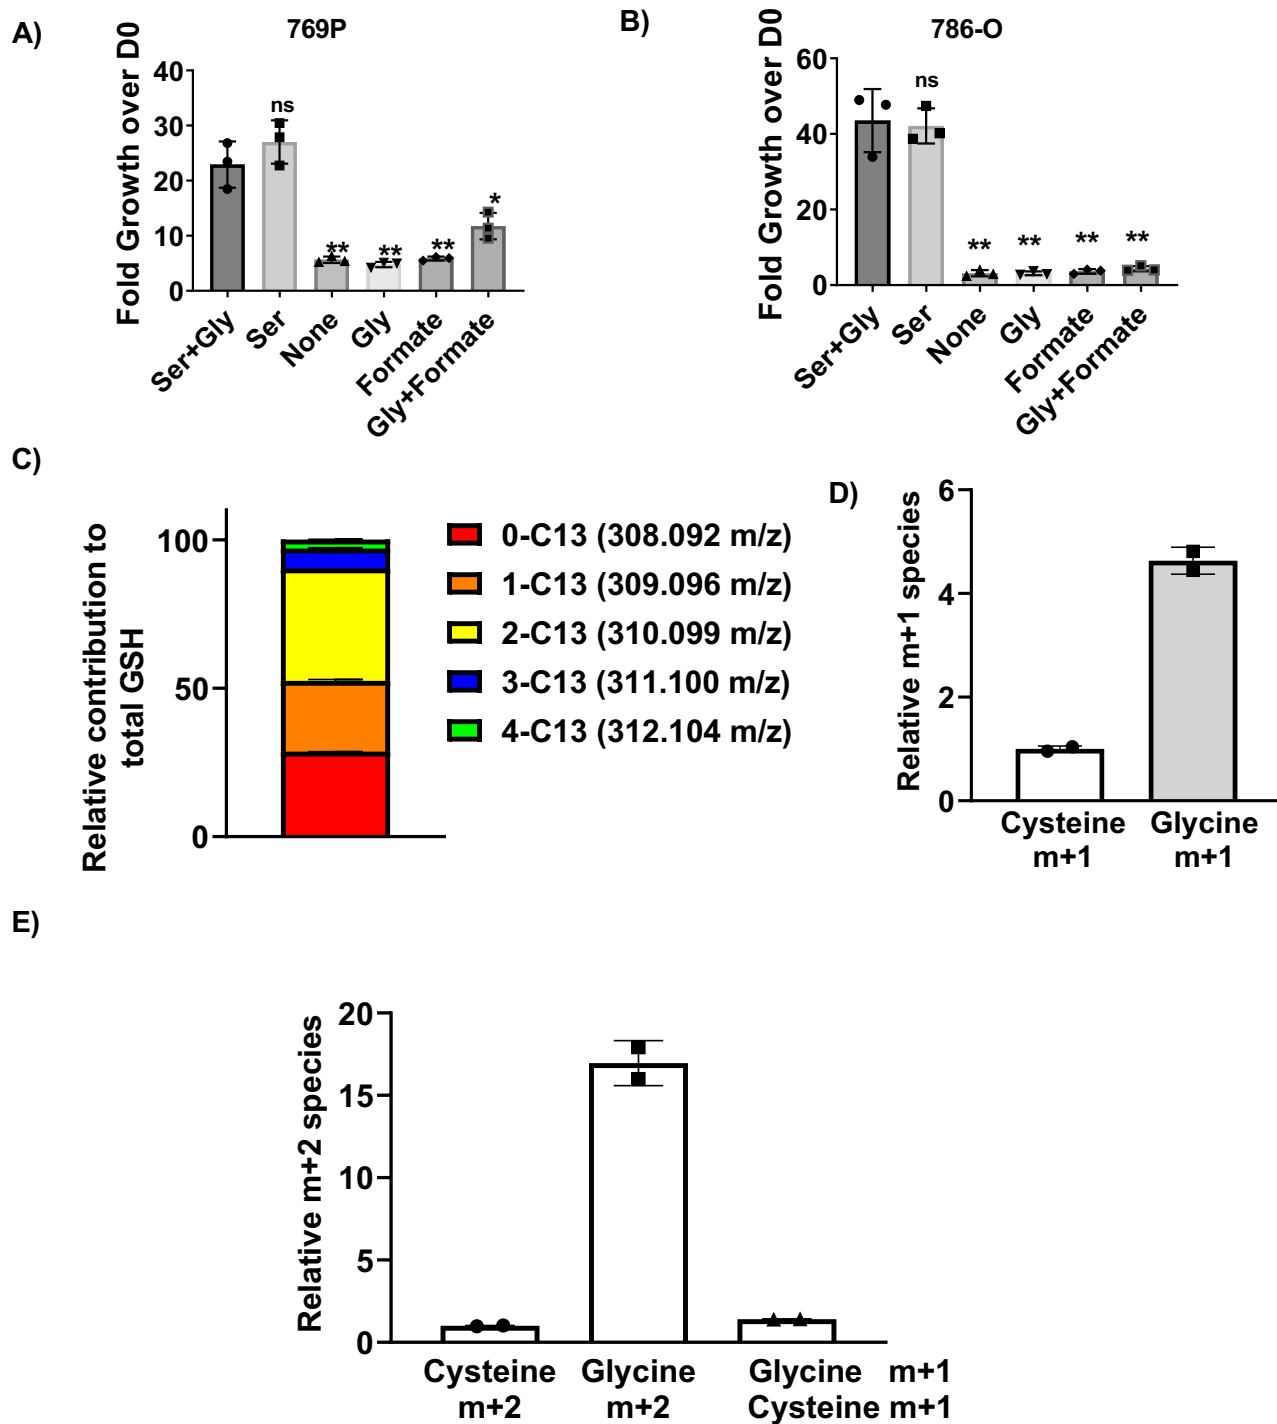 A)
769P
Fold Growth over D0
40
30
20
10
0
ns
**
**
**
*
Ser+Gly
Ser
None
Gly
Formate
Gly+Formate
B)
786-O
Fold Growth over D0
60
40
20
0
ns
**
**
**
**
Ser+Gly
Ser
None
Gly
Formate
Gly+Formate
C)
Relative contribution to
total GSH
100
50
0
0-C13 (308.092 m/z)
1-C13 (309.096 m/z)
2-C13 (310.099 m/z)
3-C13 (311.100 m/z)
4-C13 (312.104 m/z)
D)
Relative m+1 species
6
4
2
0
Cysteine Glycine
m+1 m+1
E)
Relative m+2 species
20
15
10
5
0
Cysteine Glycine Glycine m+1
m+2 m+2 Cysteine m+1